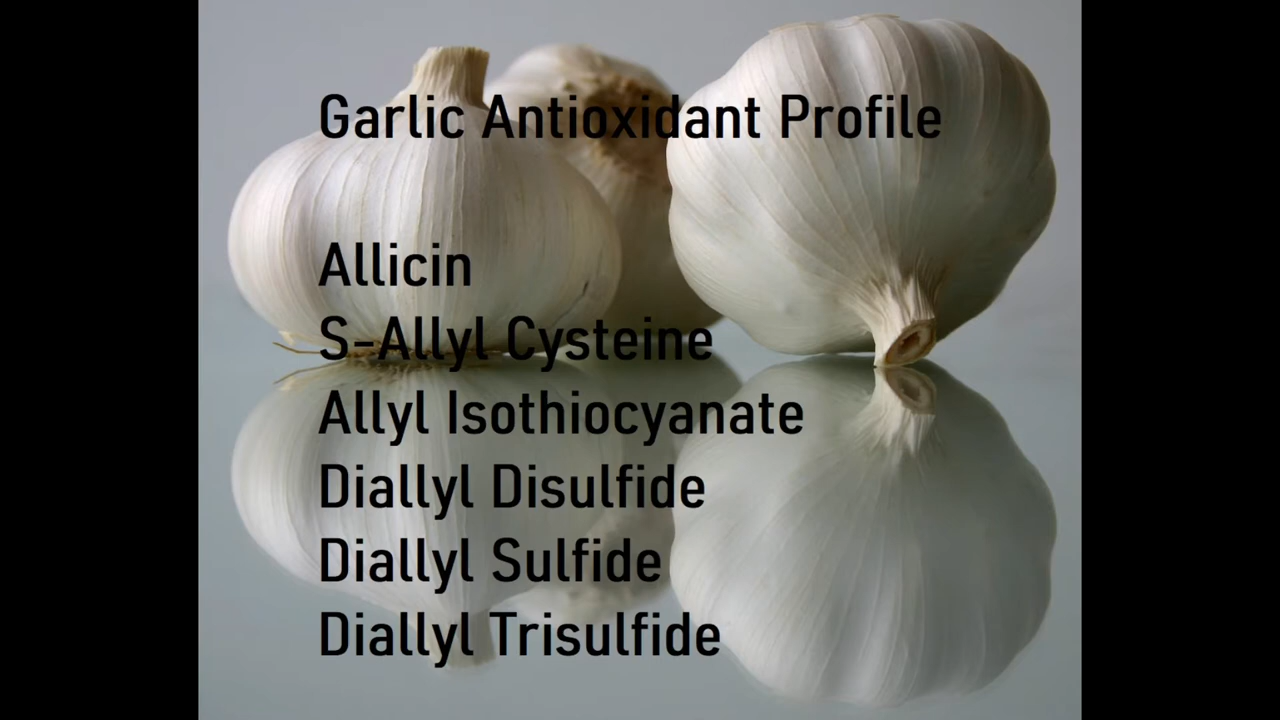 Garlic Antioxidant Profile
Allicin
S-Allyl Cysteine
Allyl Isothiocyanate
Diallyl Disulfide
Diallyl Sulfide
Diallyl Trisulfide